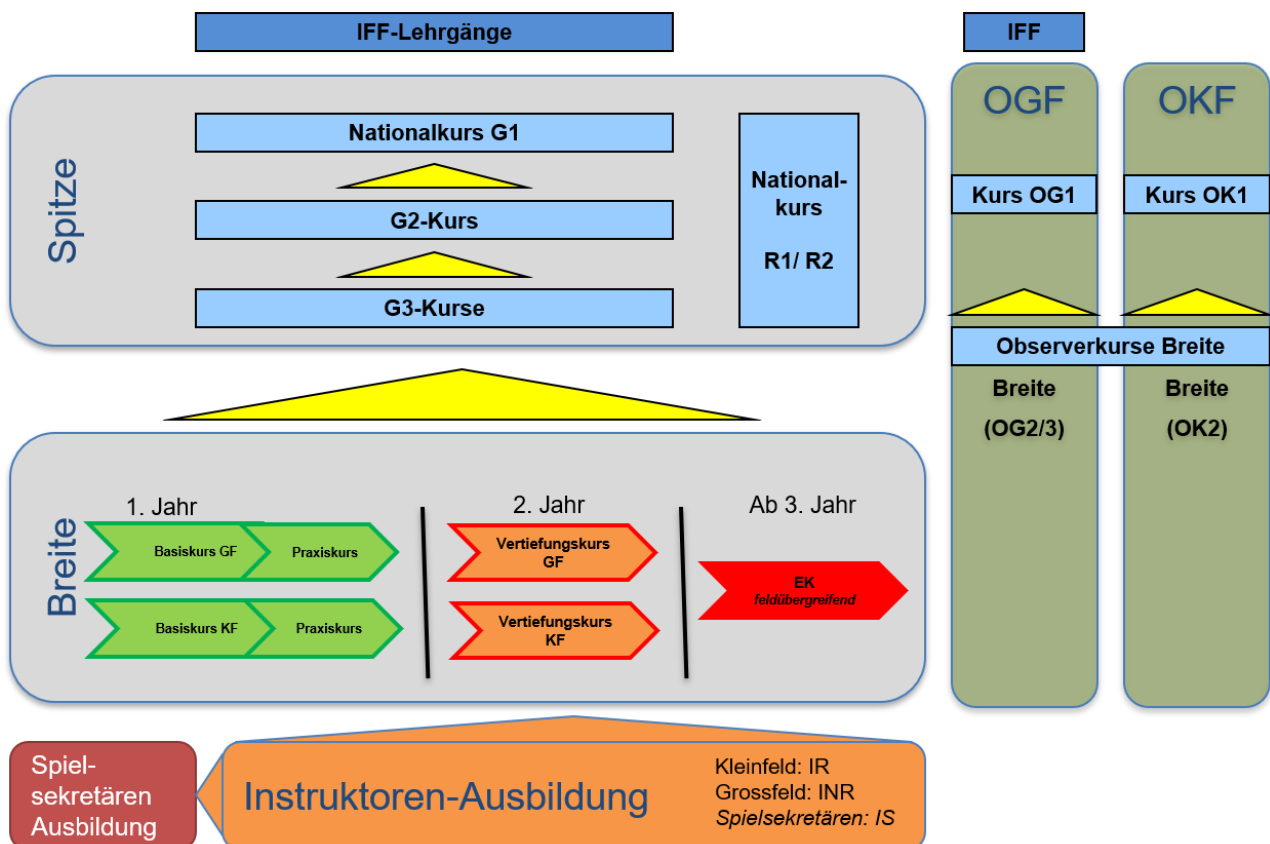 IFF-Lehrgänge
IFF
Spitze
Nationalkurs G1
G2-Kurs
G3-Kurse
National-
kurs
R1/ R2
OGF
OKF
Kurs OG1
Kurs OK1
Observerkurse Breite
Breite
(OG2/3)
Breite
(OK2)
Breite
1. Jahr
2. Jahr
Ab 3. Jahr
Basiskurs GF
Praxiskurs
Vertiefungskurs
GF
EK
feldübergreifend
Basiskurs KF
Praxiskurs
Vertiefungskurs
KF
Spiel-
sekretären
Ausbildung
Instruktoren-Ausbildung
Kleinfeld: IR
Grossfeld: INR
Spielsekretären: IS